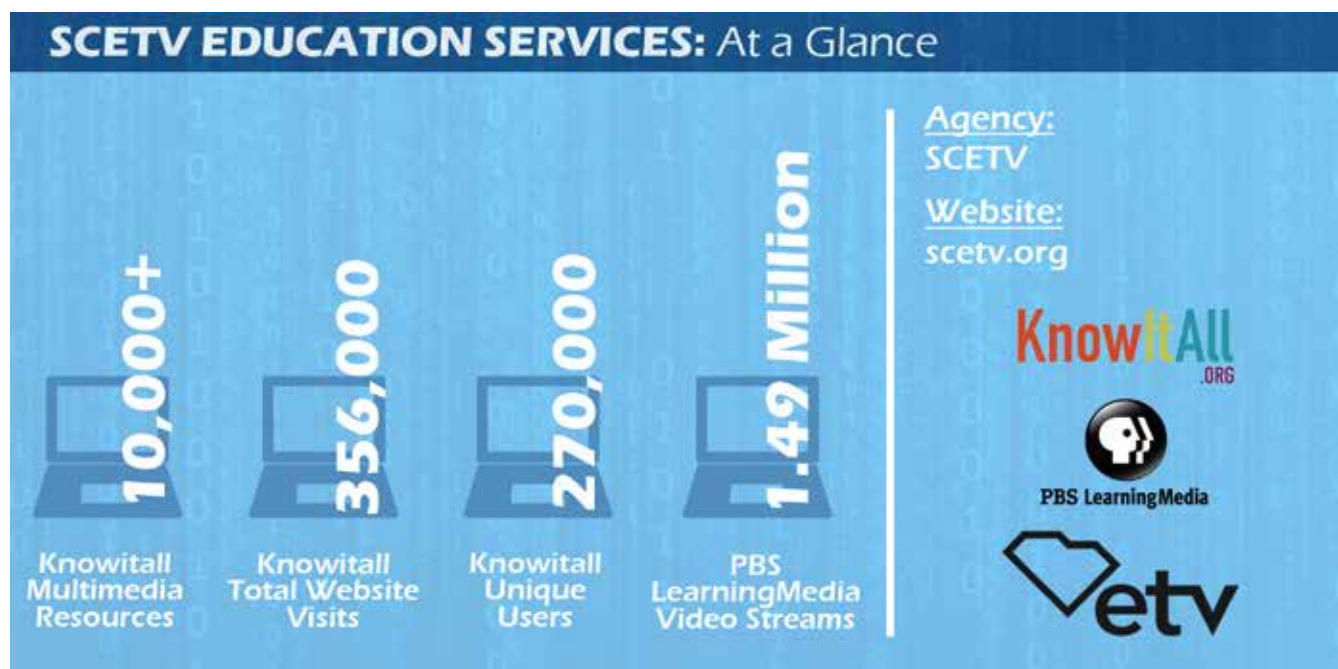 SCETV EDUCATION SERVICES: At a Glance
10,000+
Knowitall
Multimedia
Resources
356,000
Knowitall
Total Website
Visits
270,000
Knowitall
Unique
Users
1.49 Million
PBS
LearningMedia
Video Streams
Agency:
SCETV
Website:
scetv.org
KnowItAll
.ORG
PBS LearningMedia
etv